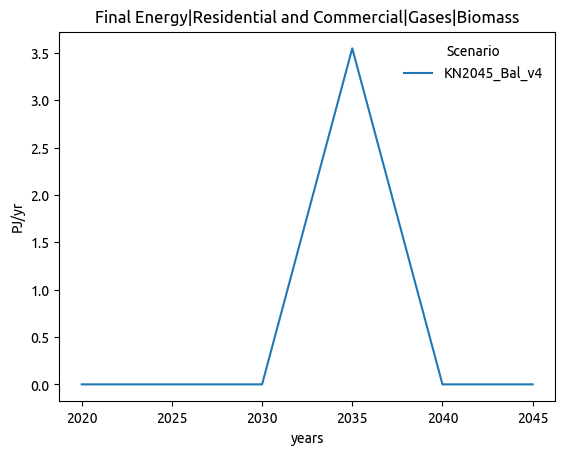 Final Energy|Residential and Commercial|Gases|Biomass
Scenario
KN2045_Bal_v4
PJ/yr
3.5
3.0
2.5
2.0
1.5
1.0
0.5
0.0
2020 2025 2030 2035 2040 2045
years